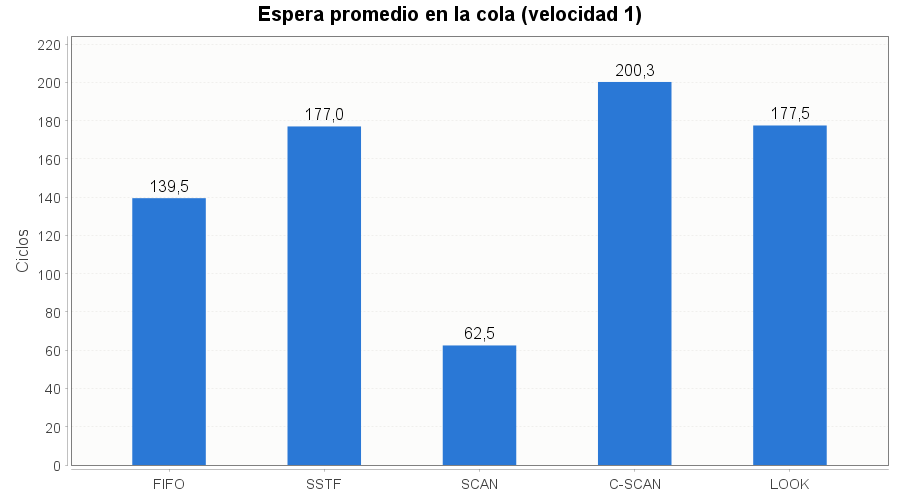 Espera promedio en la cola (velocidad 1)
Ciclos
220
200
180
160
140
120
100
80
60
40
20
0
139,5
177,0
62,5
200,3
177,5
FIFO
SSTF
SCAN
C-SCAN
LOOK